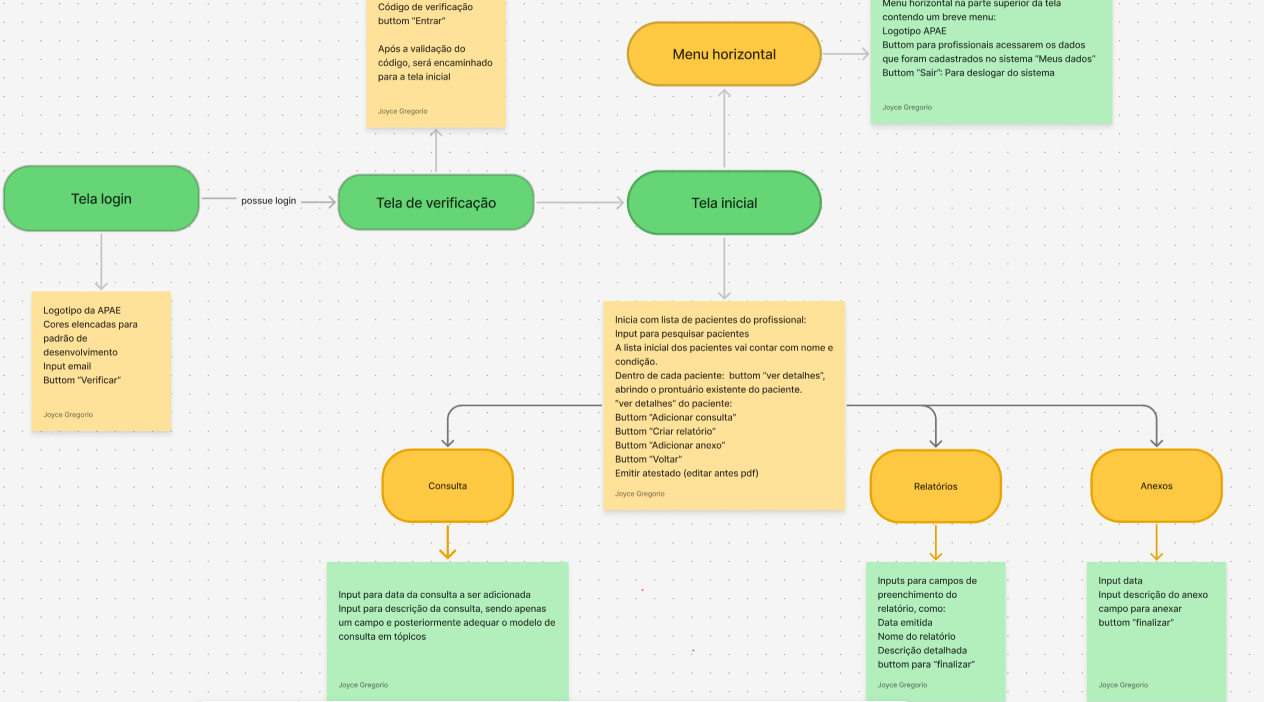 Código de verificação
buttom "Entrar"
Após a validação do
código, será encaminhado
para a tela inicial
Joyce Gregorio
Menu horizontal
Menu horizontal na parte superior da tela
contendo um breve menu:
Logotipo APAE
Buttom para profissionais acessarem os dados
que foram cadastrados no sistema "Meus dados"
Buttom "Sair": Para deslogar do sistema
Joyce Gregorio
Tela login
possue login
Tela de verificação
Tela inicial
Logotipo da APAE
Cores elencadas para
padrão de
desenvolvimento
Input email
Buttom "Verificar"
Joyce Gregorio
Inicia com lista de pacientes do profissional:
Input para pesquisar pacientes
A lista inicial dos pacientes vai contar com nome e
condição.
Dentro de cada paciente:  buttom "ver detalhes",
abrindo o prontuário existente do paciente.
"ver detalhes" do paciente:
Buttom "Adicionar consulta"
Buttom "Criar relatório"
Buttom "Adicionar anexo"
Buttom "Voltar"
Emitir atestado (editar antes pdf)
Joyce Gregorio
Consulta
Relatórios
Anexos
Input para data da consulta a ser adicionada
Input para descrição da consulta, sendo apenas
um campo e posteriormente adequar o modelo de
consulta em tópicos
Joyce Gregorio
Inputs para campos de
preenchimento do
relatório, como:
Data emitida
Nome do relatório
Descrição detalhada
buttom para "finalizar"
Joyce Gregorio
Input data
Input descrição do anexo
campo para anexar
buttom "finalizar"
Joyce Gregorio